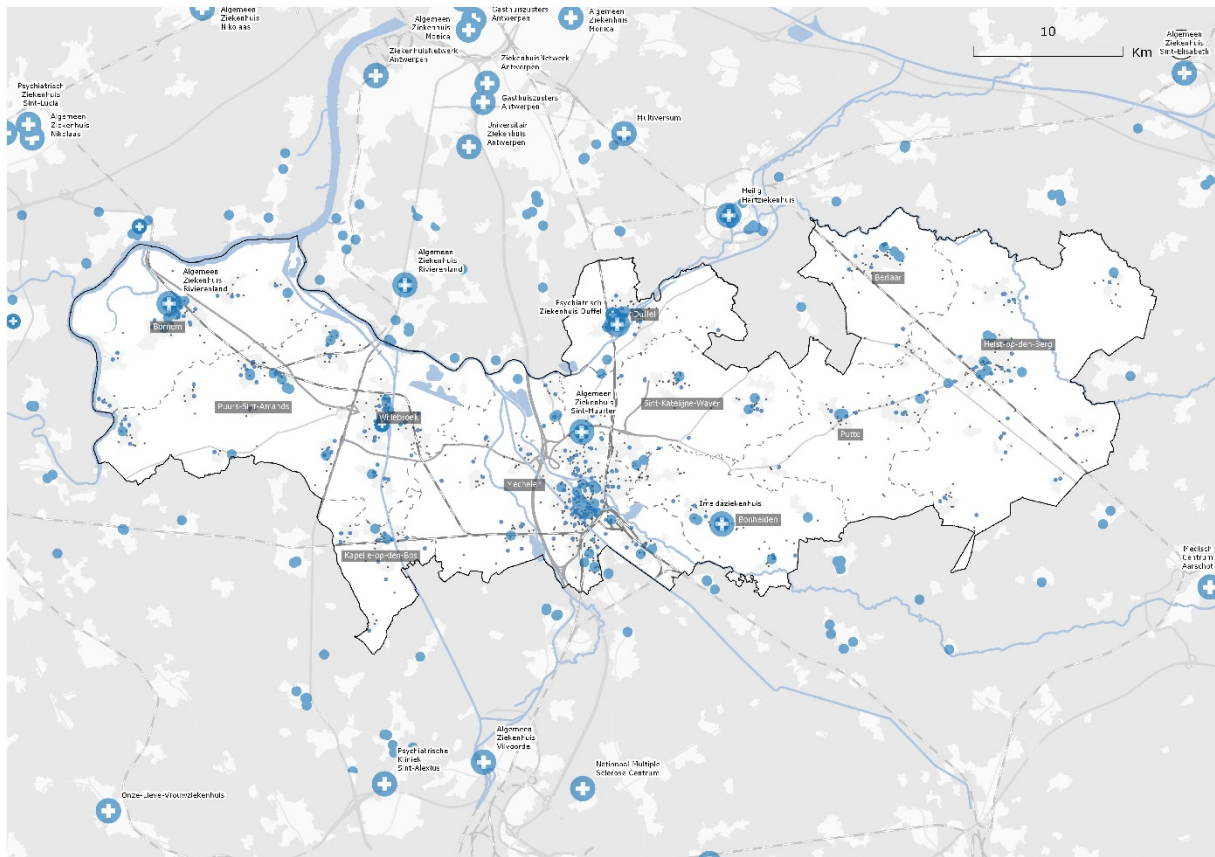 Algemeen
Ziekenhuis
Nikolaas
Algemeen
Ziekenhuis
Monica
Gasthuiszusters
Antwerpen
Algemeen
Ziekenhuis
Monica
ZiekenhuisNetwerk
Antwerpen
ZiekenhuisNetwerk
Antwerpen
10
Km
Algemeen
Ziekenhuis
Sint-Elisabeth
Psychiatrisch
Ziekenhuis
Sint-Lucia
Algemeen
Ziekenhuis
Nikolaas
Gasthuiszusters
Antwerpen
Universitair
Ziekenhuis
Antwerpen
Multiversum
Heilig
Hartziekenhuis
Algemeen
Ziekenhuis
Rivierenland
Algemeen
Ziekenhuis
Rivierenland
Bornem
Psychiatrisch
Ziekenhuis Duffel
Duffel
Berlaar
Heist-op-den-Berg
Algemeen
Ziekenhuis
Sint-Maarten
Sint-Katelijne-Waver
Puurs-Sint-Amands
Willebroek
Putte
Mechelen
Imeldaziekenhuis
Bonheiden
Kapelle-op-den-Bos
Medisch
Centrum
Aarschot
Psychiatrische
Kliniek
Sint-Alexius
Algemeen
Ziekenhuis
Vilvoorde
Nationaal Multiple
Sclerose Centrum
Onze-Lieve-Vrouwziekenhuis